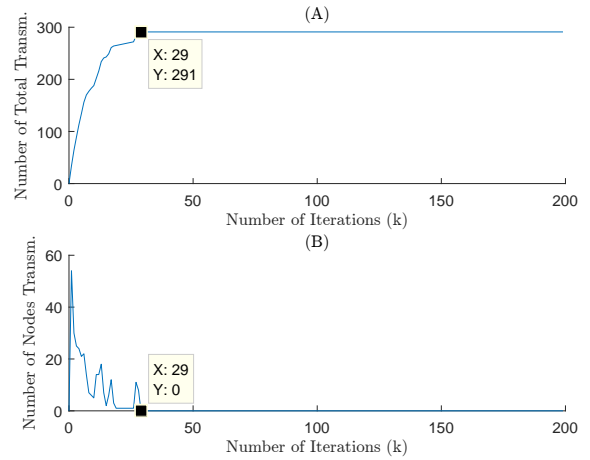 (A)
Number of Total Transm.
300
200
100
0
X: 29
Y: 291
0
50
100
150
200
Number of Iterations (k)
(B)
Number of Nodes Transm.
60
40
20
0
X: 29
Y: 0
0
50
100
150
200
Number of Iterations (k)